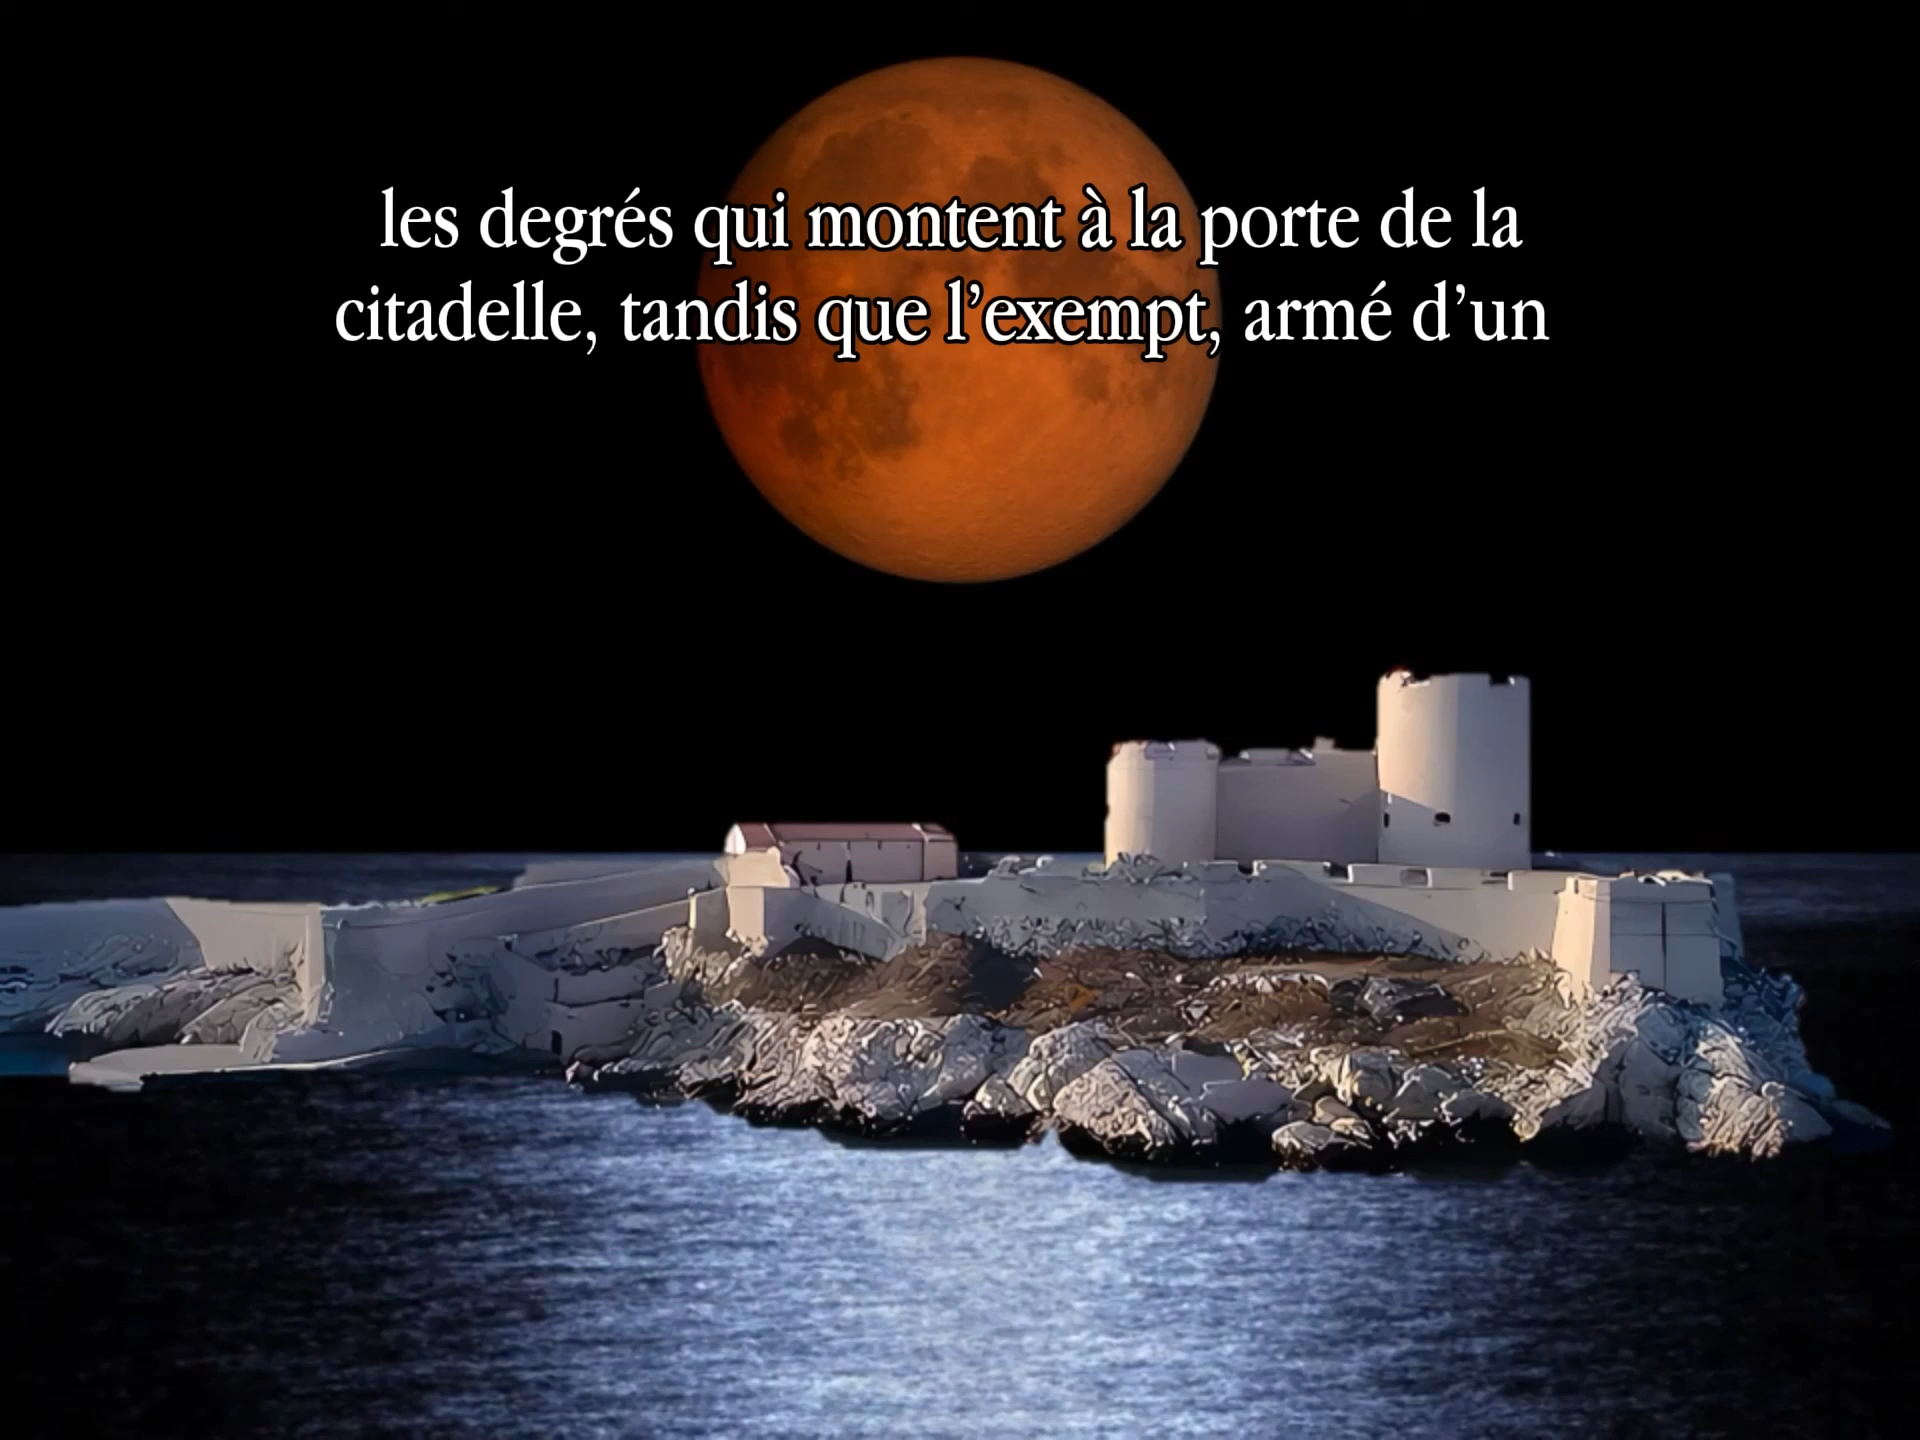 les degrés qui montent à la porte de la
citadelle, tandis que l’exempt, armé d’un